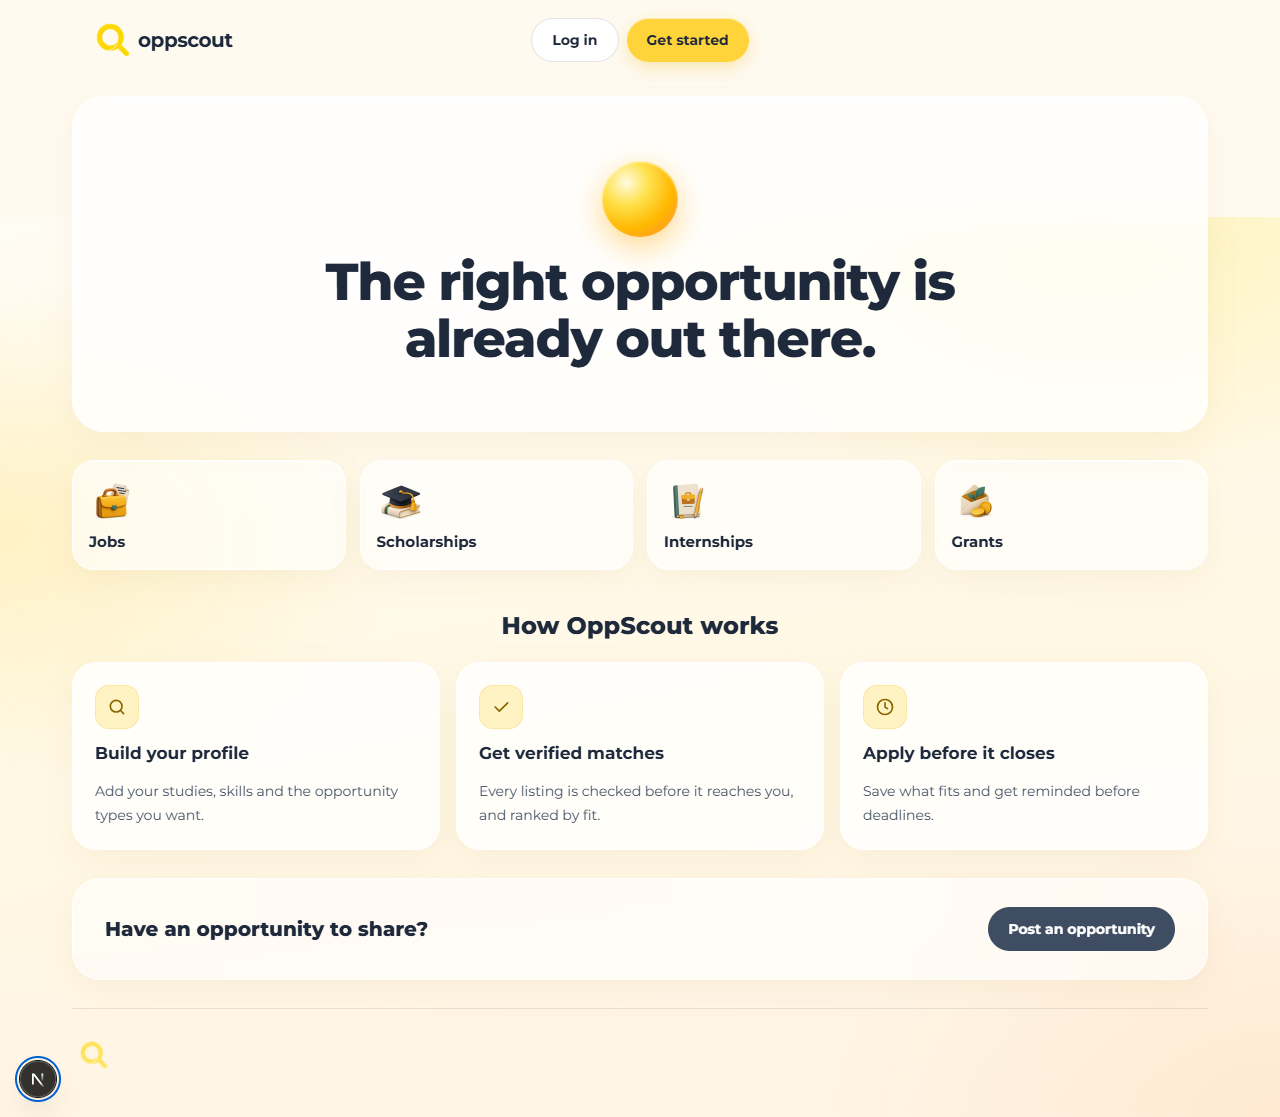 oppscout
Log in
Get started
The right opportunity is
already out there.
Jobs
Scholarships
Internships
Grants
How OppScout works
Build your profile
Add your studies, skills and the opportunity
types you want.
Get verified matches
Every listing is checked before it reaches you,
and ranked by fit.
Apply before it closes
Save what fits and get reminded before
deadlines.
Have an opportunity to share?
Post an opportunity
N